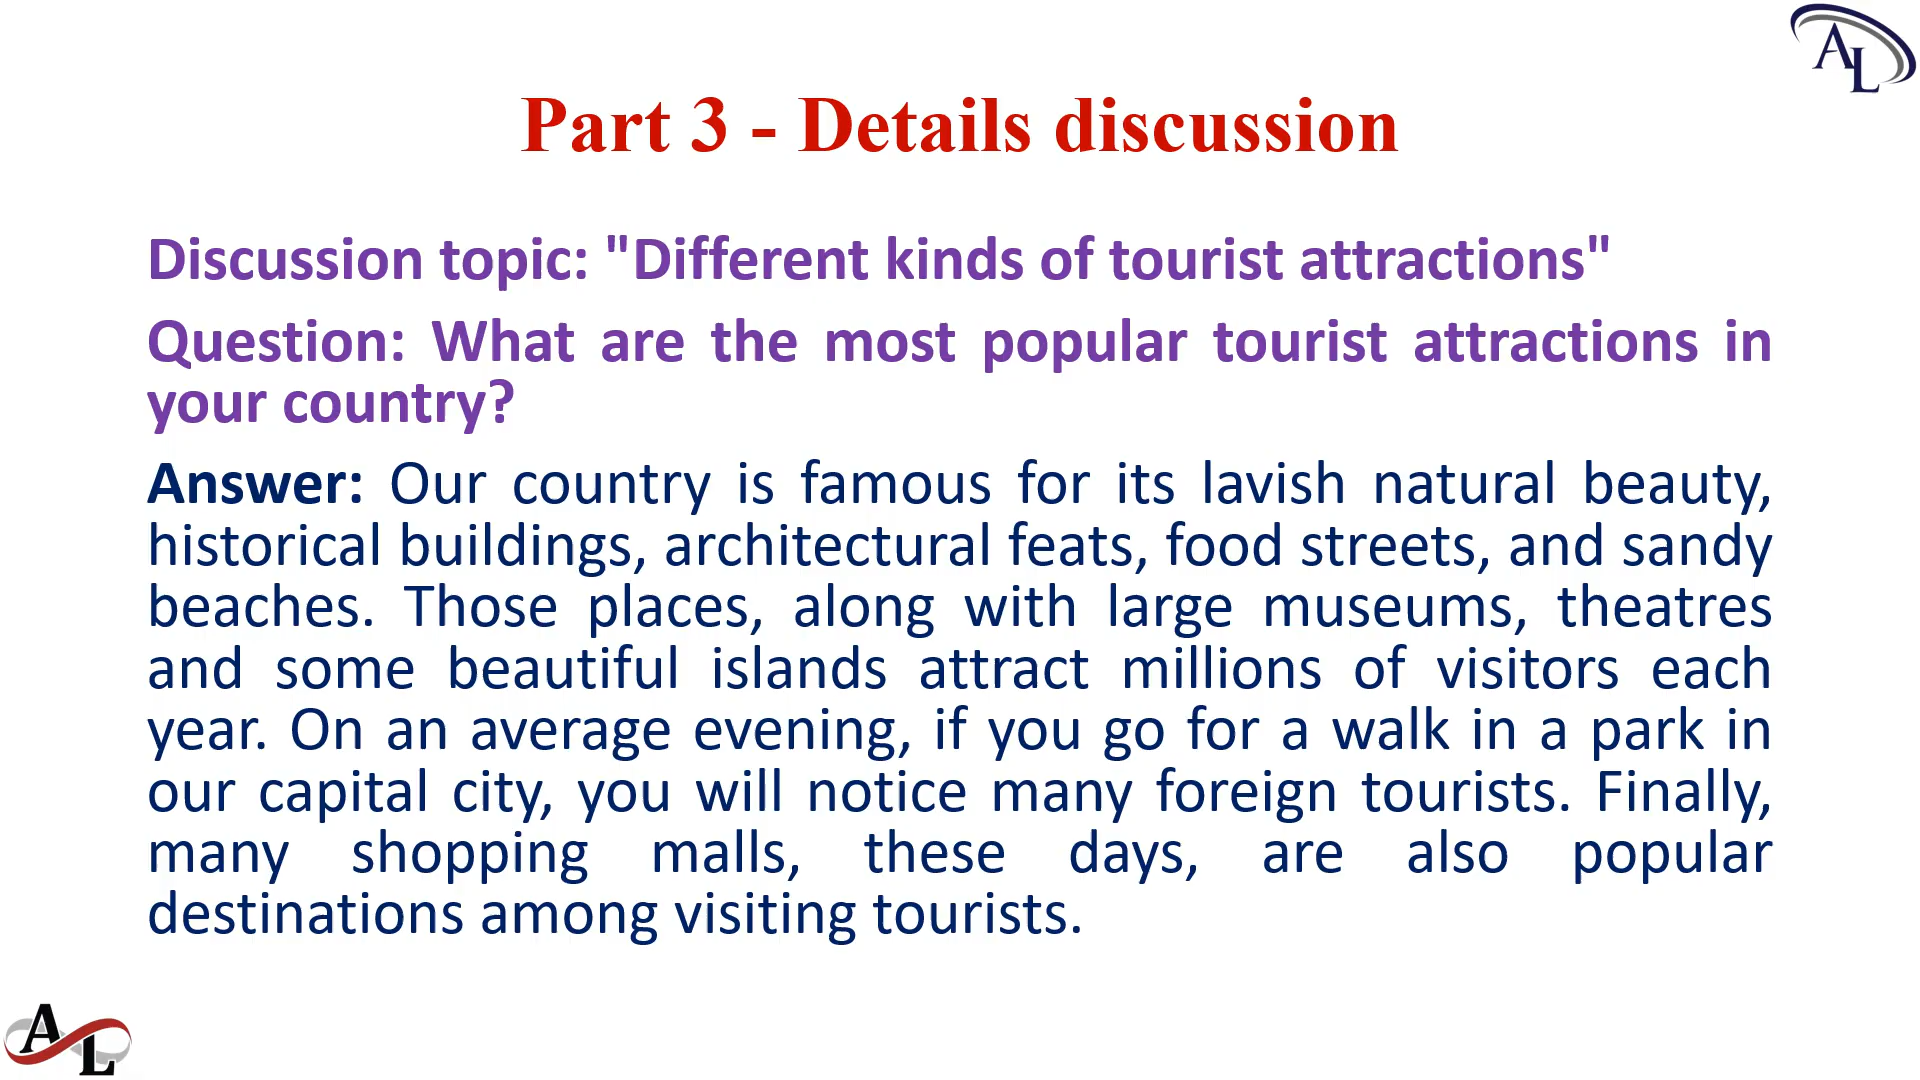 AL
Part 3 - Details discussion
Discussion topic: "Different kinds of tourist attractions"
Question: What are the most popular tourist attractions in
your country?
Answer: Our country is famous for its lavish natural beauty,
historical buildings, architectural feats, food streets, and sandy
beaches. Those places, along with large museums, theatres
and some beautiful islands attract millions of visitors each
year. On an average evening, if you go for a walk in a park in
our capital city, you will notice many foreign tourists. Finally,
many shopping malls, these days, are also popular
destinations among visiting tourists.
AL